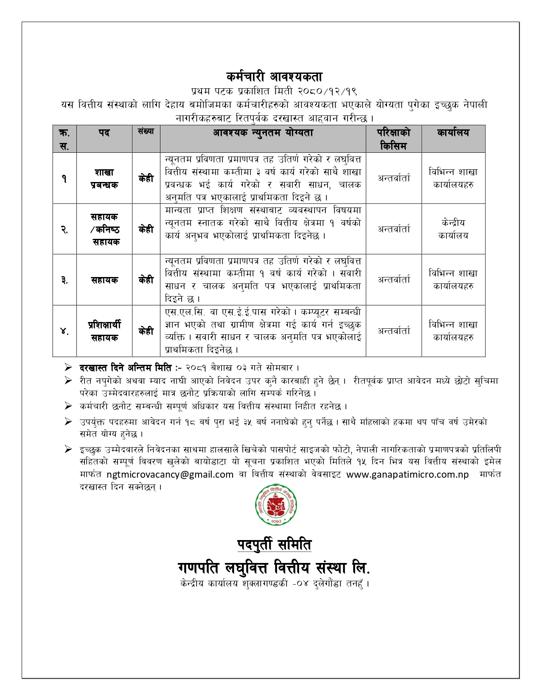 कर्मचारी आवश्यकता
प्रथम पटक प्रकाशित मिती २०८०/१२/१९
यस वित्तीय संस्थाको लागि देहाय बमोजिमका कर्मचारीहरुको आवश्यकता भएकाले योग्यता पुगेका इच्छुक नेपाली
नागरीकहरुबाट रितपुर्वक दरखास्त आहवान गरीन्छ ।
क्र. स. पद संख्या आवश्यक न्युनतम योग्यता परिक्षाको किसिम कार्यालय
१ शाखा प्रबन्धक केही अन्तर्वार्ता विभिन्न शाखा कार्यालयहरु
न्यूनतम प्रविणता प्रमाणपत्र तह उतिर्ण गरेको र लघुवित्त
वित्तीय संस्थामा कम्तीमा ३ वर्ष कार्य गरेको साथै शाखा
प्रबन्धक भई कार्य गरेको र सवारी साधन, चालक
अनुमति पत्र भएकालाई प्राथमिकता दिइने छ ।
२. सहायक /कनिष्ठ सहायक केही अन्तर्वार्ता केन्द्रीय कार्यालय
मान्यता प्राप्त शिक्षण संस्थाबाट व्यवस्थापन विषयमा
न्यूनतम स्नातक गरेको साथै वित्तीय क्षेत्रमा १ वर्षको
कार्य अनुभव भएकोलाई प्राथमिकता दिइनेछ ।
३. सहायक केही अन्तर्वार्ता विभिन्न शाखा कार्यालयहरु
न्यूनतम प्रविणता प्रमाणपत्र तह उतिर्ण गरेको र लघुवित्त
वित्तिय संस्थामा कम्तीमा १ वर्ष कार्य गरेको । सवारी
साधन र चालक अनुमति पत्र भएकालाई प्राथमिकता
दिइने छ ।
४. प्रशिक्षार्थी सहायक केही अन्तर्वार्ता विभिन्न शाखा कार्यालयहरु
एस.एल.सि. वा एस.ई.ई.पास गरेको । कम्प्युटर सम्बन्धी
ज्ञान भएको तथा ग्रामीण क्षेत्रमा गई कार्य गर्न इच्छुक
व्यक्ति । सवारी साधन र चालक अनुमति पत्र भएकोलाई
प्राथमिकता दिइनेछ ।
➢ दरखास्त दिने अन्तिम मिति :- २०८१ बैशाख ०३ गते सोमबार ।
➢ रीत नपुगेको अथवा म्याद नाघी आएको निवेदन उपर कुनै कारबाही हुने छैन् । रीतपूर्वक प्राप्त आवेदन मध्ये छोटो सुचिमा
परेका उम्मेदवारहरुलाई मात्र छनौट प्रक्रियाको लागि सम्पर्क गरिनेछ ।
➢ कर्मचारी छनौट सम्बन्धी सम्पूर्ण अधिकार यस वित्तीय संस्थामा निहीत रहनेछ ।
➢ उपर्युक्त पदहरुमा आवेदन गर्न १८ वर्ष पुरा भई ३५ वर्ष ननाघेको हुनु पर्नेछ । साथै महिलाको हकमा थप पाँच वर्ष उमेरको
समेत योग्य हुनेछ ।
➢ इच्छुक उम्मेदवारले निवेदनका साथमा हालसालै खिचेको पासपोर्ट साइजको फोटो, नेपाली नागरिकताको प्रमाणपत्रको प्रतिलिपी
सहितको सम्पूर्ण विवरण खुलेको बायोडाटा यो सूचना प्रकाशित भएको मितिले १५ दिन भित्र यस वित्तीय संस्थाको इमेल
मार्फत ngtmicrovacancy@gmail.com वा वित्तीय संस्थाको वेवसाइट www.ganapatimicro.com.np मार्फत
दरखास्त दिन सक्नेछन् ।
पदपुर्ती समिति
गणपति लघुवित्त वित्तीय संस्था लि.
केन्द्रीय कार्यालय शुक्लागण्डकी -०४ दुलेगौंडा तनहुँ ।